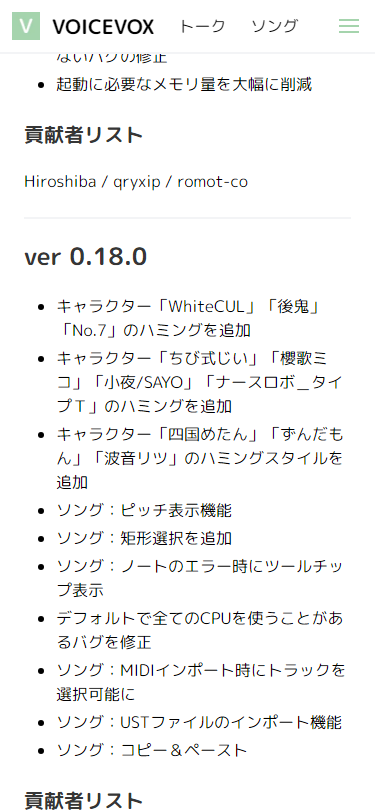 V VOICEVOX トーク ソング
ないバグの修正
起動に必要なメモリ量を大幅に削減
貢献者リスト
Hiroshiba / qryxip / romot-co
ver 0.18.0
キャラクター「WhiteCUL」「後鬼」
「No.7」のハミングを追加
キャラクター「ちび式じい」「櫻歌ミ
コ」「小夜/SAYO」「ナースロボ＿タイ
プＴ」のハミングを追加
キャラクター「四国めたん」「ずんだも
ん」「波音リツ」のハミングスタイルを
追加
ソング：ピッチ表示機能
ソング：矩形選択を追加
ソング：ノートのエラー時にツールチッ
プ表示
デフォルトで全てのCPUを使うことがあ
るバグを修正
ソング：MIDIインポート時にトラックを
選択可能に
ソング：USTファイルのインポート機能
ソング：コピー＆ペースト
貢献者リスト